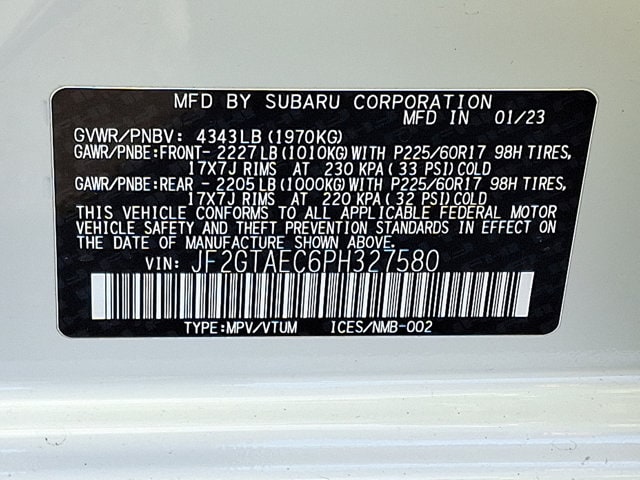 MFD BY SUBARU CORPORATION
MFD IN 01/23
GVWR/PNBV: 4343LB (1970KG)
GAWR/PNBE:FRONT- 2227LB (1010KG) WITH P225/60R17 98H TIRES,
17X7J RIMS AT 230 KPA (33 PSI) COLD
GAWR/PNBE:REAR - 2205LB (1000KG) WITH P225/60R17 98H TIRES,
17X7J RIMS AT 220 KPA (32 PSI) COLD
THIS VEHICLE CONFORMS TO ALL APPLICABLE FEDERAL MOTOR
VEHICLE SAFETY AND THEFT PREVENTION STANDARDS IN EFFECT ON
THE DATE OF MANUFACTURE SHOWN ABOVE.
VIN: JF2GTAEC6PH327580
TYPE:MPV/VTUM ICES/NMB-002